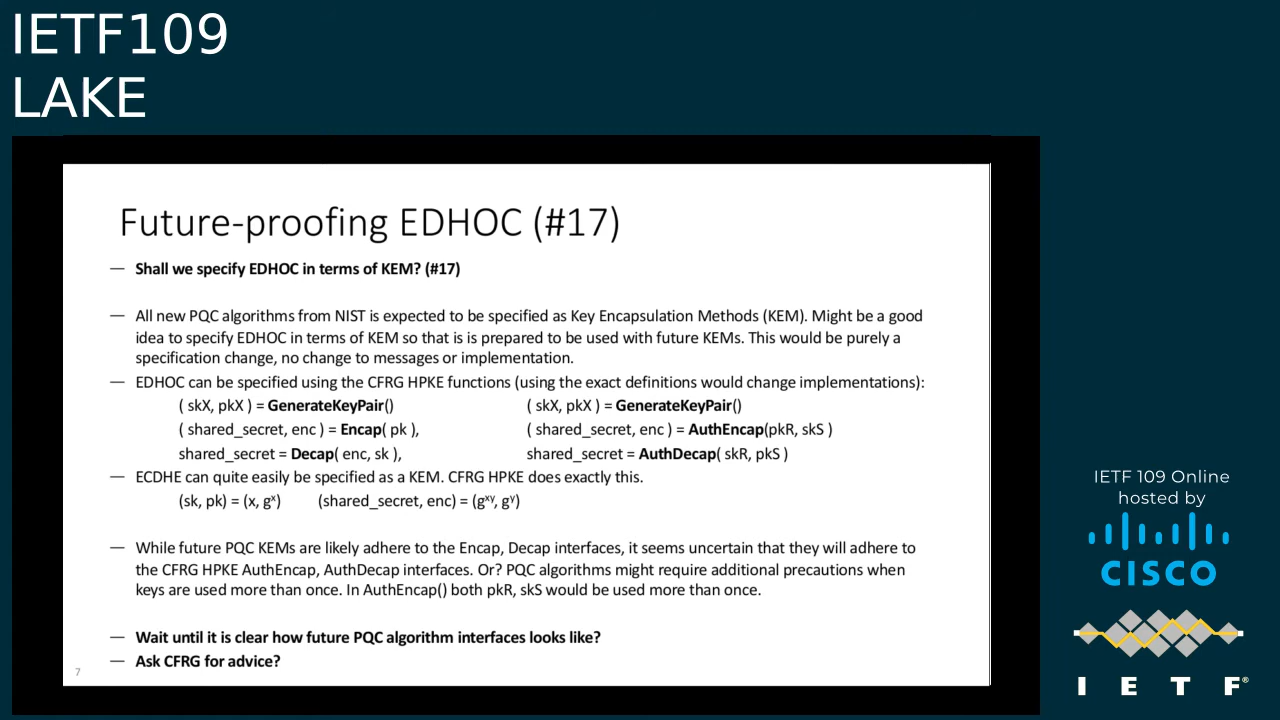 IETF109
LAKE
Future-proofing EDHOC (#17)
— Shall we specify EDHOC in terms of KEM? (#17)
— All new PQC algorithms from NIST is expected to be specified as Key Encapsulation Methods (KEM). Might be a good
idea to specify EDHOC in terms of KEM so that is is prepared to be used with future KEMs. This would be purely a
specification change, no change to messages or implementation.
— EDHOC can be specified using the CFRG HPKE functions (using the exact definitions would change implementations):
( skX, pkX ) = GenerateKeyPair() ( skX, pkX ) = GenerateKeyPair()
( shared_secret, enc ) = Encap( pk ), ( shared_secret, enc ) = AuthEncap(pkR, skS )
shared_secret = Decap( enc, sk ), shared_secret = AuthDecap( skR, pkS )
— ECDHE can quite easily be specified as a KEM. CFRG HPKE does exactly this.
(sk, pk) = (x, gˣ) (shared_secret, enc) = (gˣʸ, gʸ)
— While future PQC KEMs are likely adhere to the Encap, Decap interfaces, it seems uncertain that they will adhere to
the CFRG HPKE AuthEncap, AuthDecap interfaces. Or? PQC algorithms might require additional precautions when
keys are used more than once. In AuthEncap() both pkR, skS would be used more than once.
— Wait until it is clear how future PQC algorithm interfaces looks like?
— Ask CFRG for advice?
7
IETF 109 Online
hosted by
CISCO
I E T F®